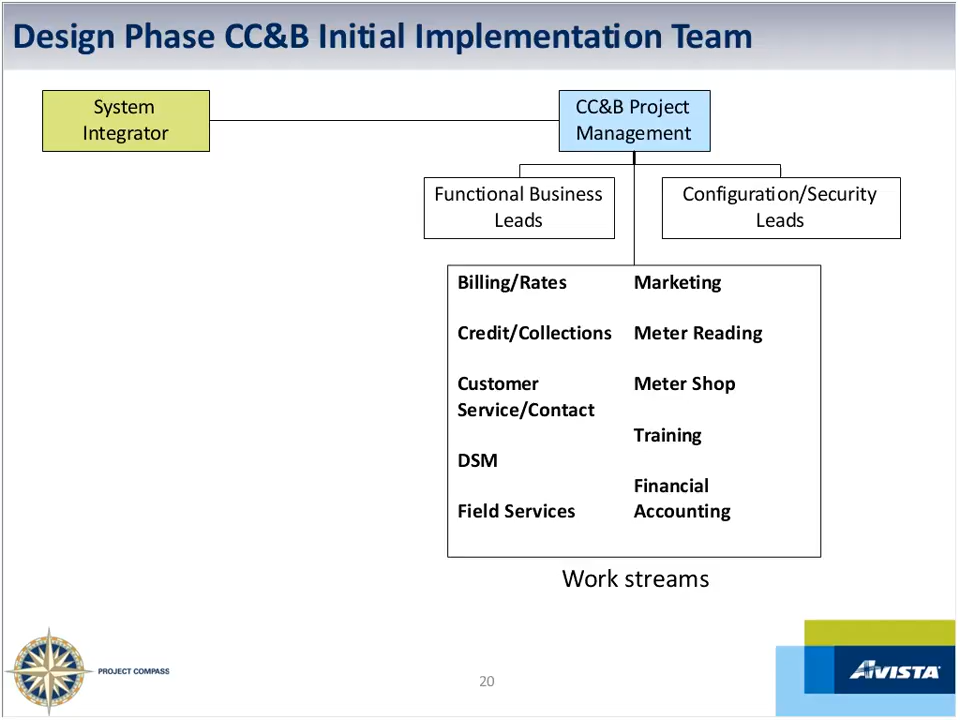 Design Phase CC&B Initial Implementation Team
System
Integrator
CC&B Project
Management
Functional Business
Leads
Configuration/Security
Leads
Billing/Rates
Credit/Collections
Customer
Service/Contact
DSM
Field Services
Marketing
Meter Reading
Meter Shop
Training
Financial
Accounting
Work streams
PROJECT COMPASS
20
AVISTA